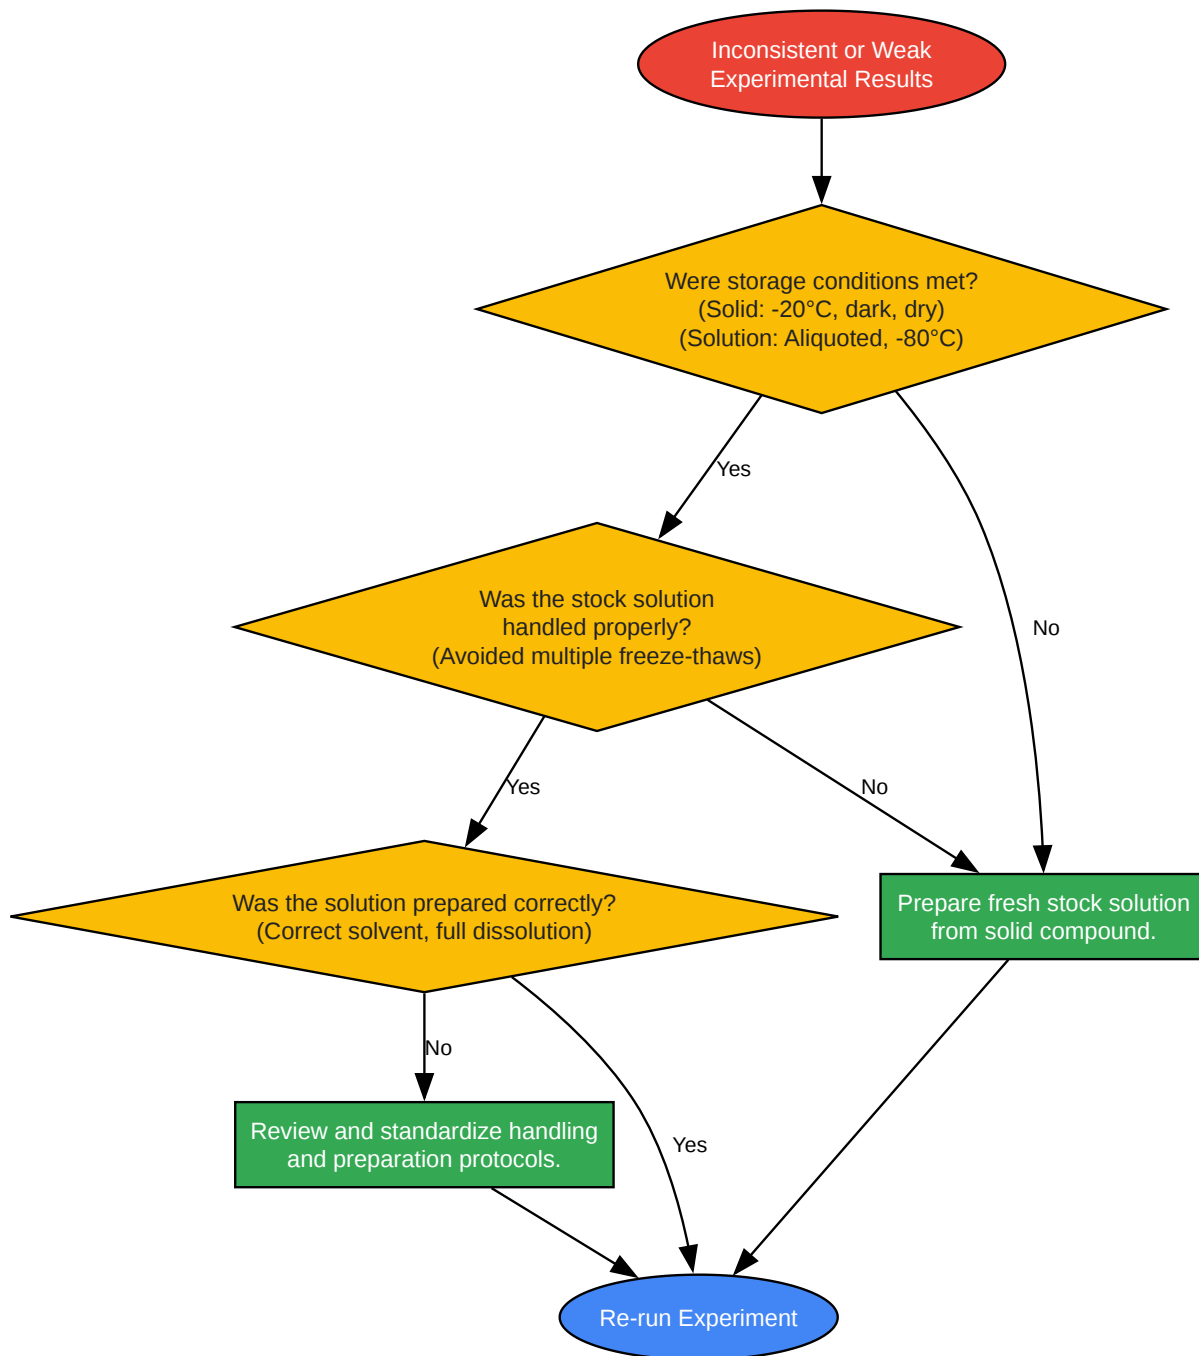 Inconsistent or Weak
Experimental Results
Were storage conditions met?
(Solid: -20°C, dark, dry)
(Solution: Aliquoted, -80°C)
Yes
No
Was the stock solution
handled properly?
(Avoided multiple freeze-thaws)
Yes
No
Was the solution prepared correctly?
(Correct solvent, full dissolution)
Prepare fresh stock solution
from solid compound.
No
Yes
Review and standardize handling
and preparation protocols.
Re-run Experiment